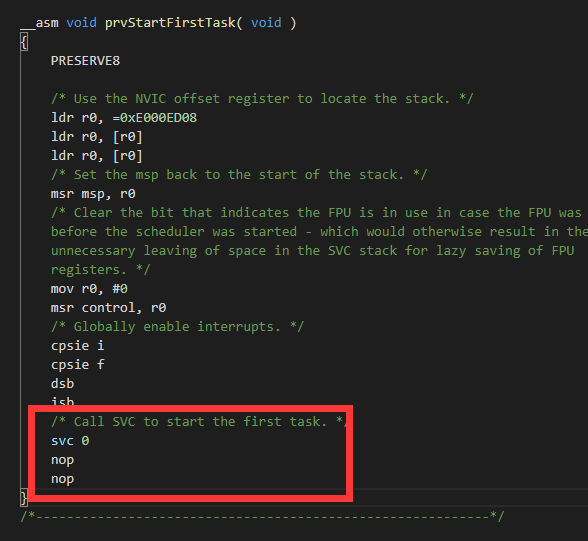 __asm void prvStartFirstTask( void )
{
PRESERVE8
/* Use the NVIC offset register to locate the stack. */
ldr r0, =0xE000ED08
ldr r0, [r0]
ldr r0, [r0]
/* Set the msp back to the start of the stack. */
msr msp, r0
/* Clear the bit that indicates the FPU is in use in case the FPU was
before the scheduler was started - which would otherwise result in the
unnecessary leaving of space in the SVC stack for lazy saving of FPU
registers. */
mov r0, #0
msr control, r0
/* Globally enable interrupts. */
cpsie i
cpsie f
dsb
isb
/* Call SVC to start the first task. */
svc 0
nop
nop
}
/*-----------------------------------------------------------*/